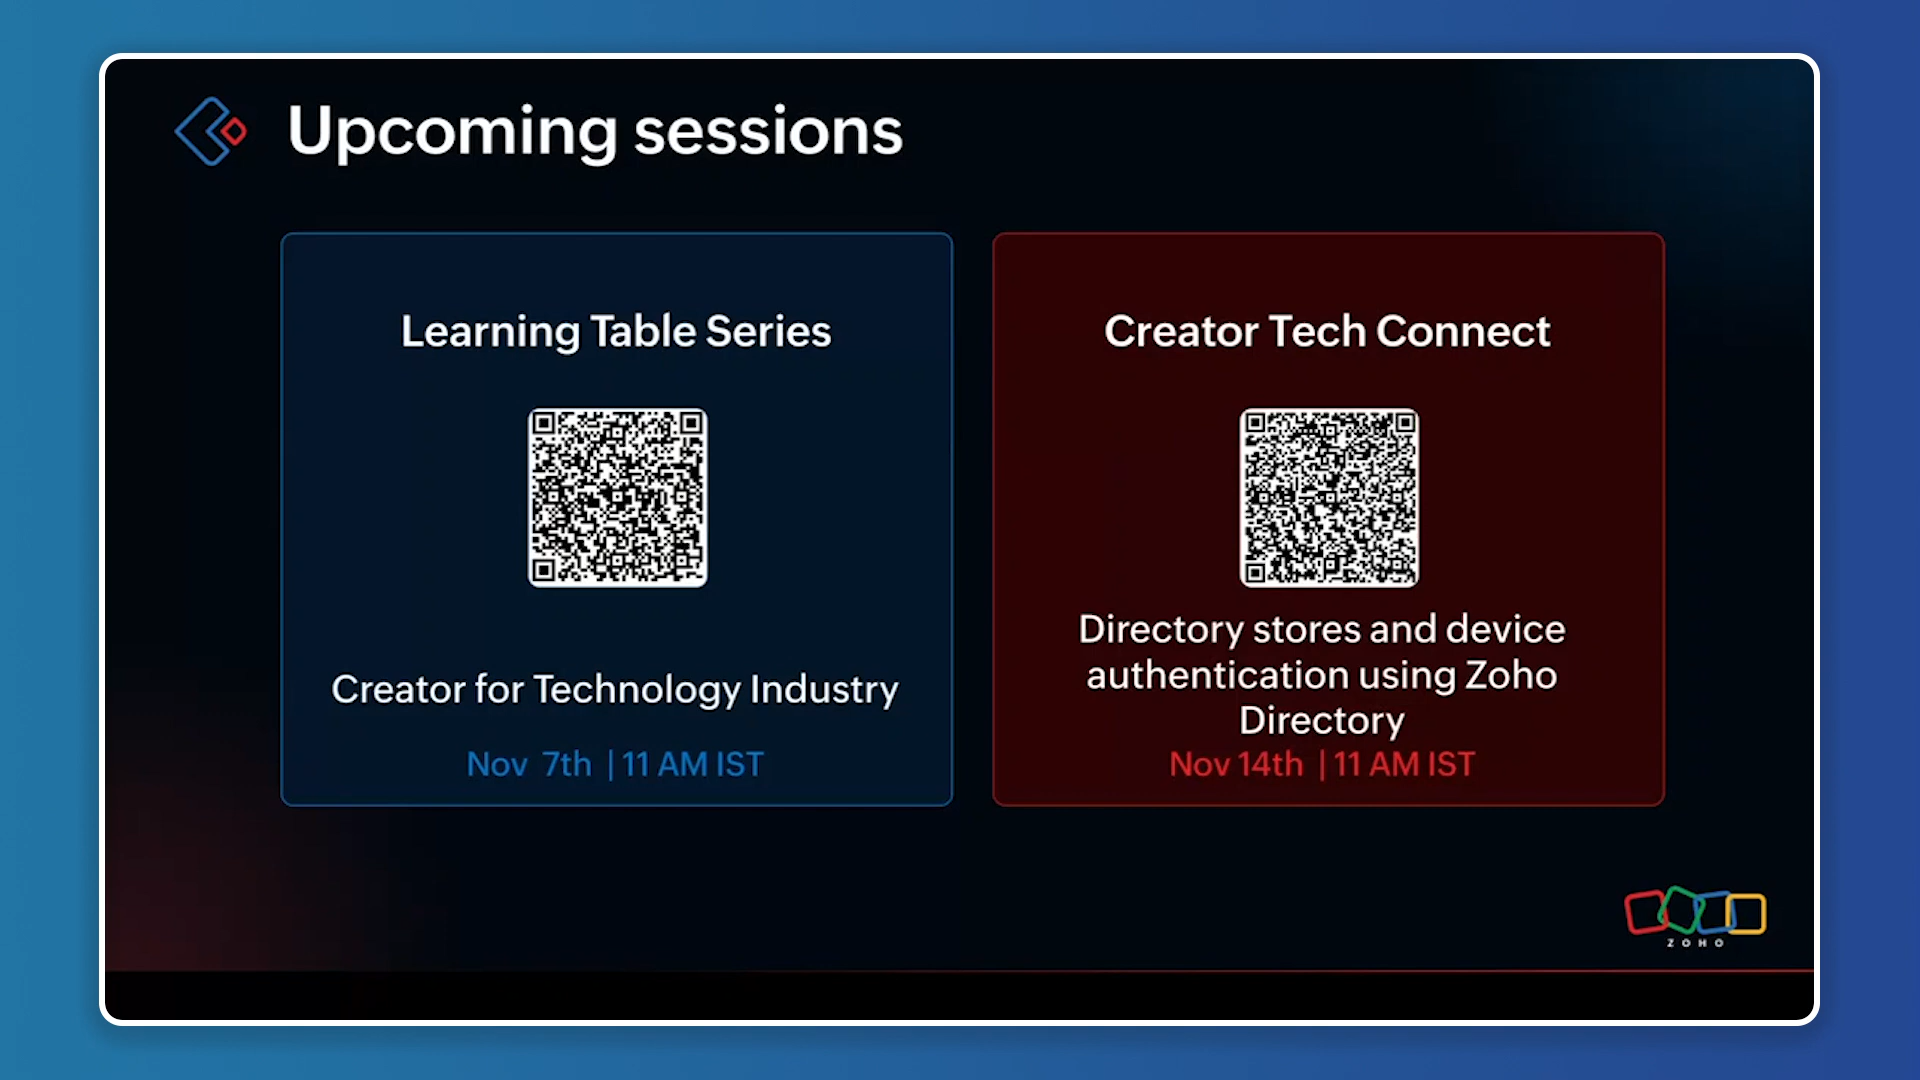 Upcoming sessions
Learning Table Series
Creator for Technology Industry
Nov 7th | 11 AM IST
Creator Tech Connect
Directory stores and device
authentication using Zoho
Directory
Nov 14th | 11 AM IST
ZOHO